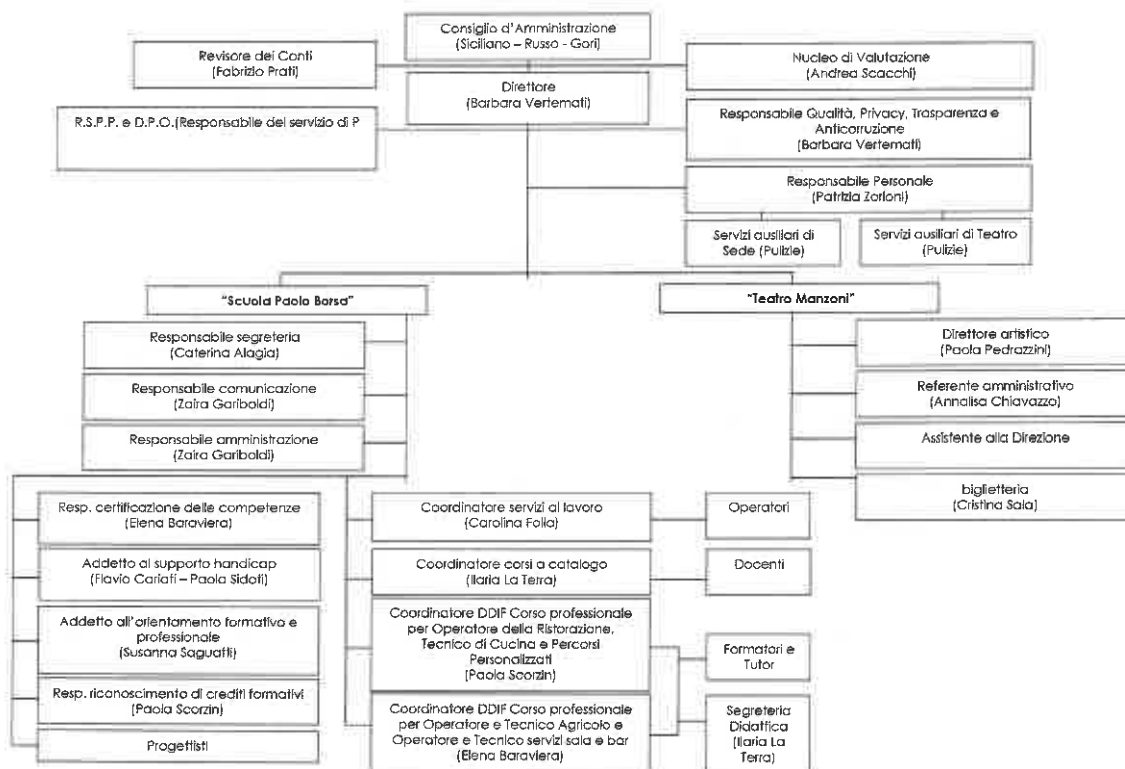 Consiglio d'Amministrazione
(Siciliano – Russo - Gori)
Revisore dei Conti
(Fabrizio Prati)
Nucleo di Valutazione
(Andrea Scacchi)
Direttore
(Barbara Vertemati)
R.S.P.P. e D.P.O.(Responsabile del servizio di P
Responsabile Qualità, Privacy, Trasparenza e
Anticorruzione
(Barbara Vertemati)
Responsabile Personale
(Patrizia Zorloni)
Servizi ausiliari di
Sede (Pulizie)
Servizi ausiliari di Teatro
(Pulizie)
"Scuola Paolo Borsa"
"Teatro Manzoni"
Responsabile segreteria
(Caterina Alagia)
Responsabile comunicazione
(Zaira Gariboldi)
Responsabile amministrazione
(Zaira Gariboldi)
Direttore artistico
(Paola Pedrazzini)
Referente amministrativo
(Annalisa Chiavazzo)
Assistente alla Direzione
biglietteria
(Cristina Sala)
Resp. certificazione delle competenze
(Elena Baraviera)
Addetto al supporto handicap
(Flavio Cariati – Paola Sidoti)
Addetto all'orientamento formativo e
professionale
(Susanna Saguatti)
Resp. riconoscimento di crediti formativi
(Paola Scorzin)
Progettisti
Coordinatore servizi al lavoro
(Carolina Folla)
Operatori
Coordinatore corsi a catalogo
(Ilaria La Terra)
Docenti
Coordinatore DDIF Corso professionale
per Operatore della Ristorazione,
Tecnico di Cucina e Percorsi
Personalizzati
(Paola Scorzin)
Coordinatore DDIF Corso professionale
per Operatore e Tecnico Agricolo e
Operatore e Tecnico servizi sala e bar
(Elena Baraviera)
Formatori e
Tutor
Segreteria
Didattica
(Ilaria La
Terra)